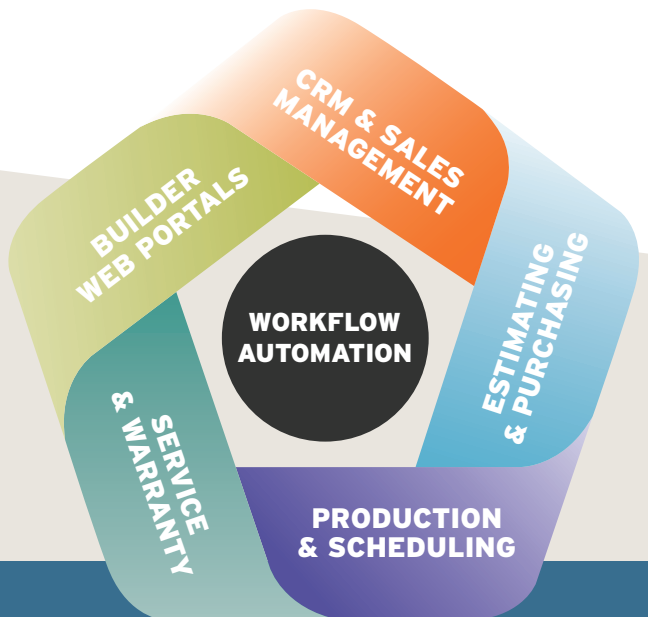 CRM & SALES
MANAGEMENT
BUILDER
WEB PORTALS
WORKFLOW
AUTOMATION
ESTIMATING
& PURCHASING
SERVICE
& WARRANTY
PRODUCTION
& SCHEDULING